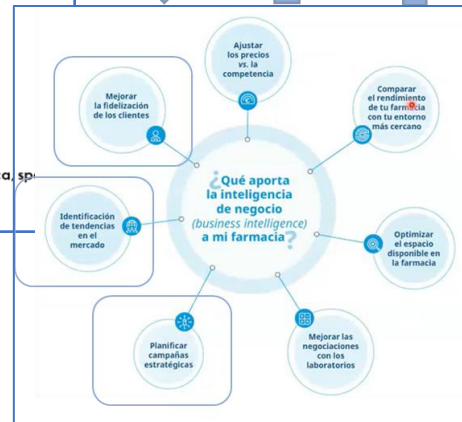 Ajustar
los precios
vs. la
competencia
Mejorar
la fidelización
de los clientes
Comparar
el rendimiento
de tu farmacia
con tu entorno
más cercano
¿Qué aporta
la inteligencia
de negocio
(business intelligence)
a mi farmacia?
Identificación
de tendencias
en el
mercado
Optimizar
el espacio
disponible en
la farmacia
Planificar
campañas
estratégicas
Mejorar las
negociaciones
con los
laboratorios